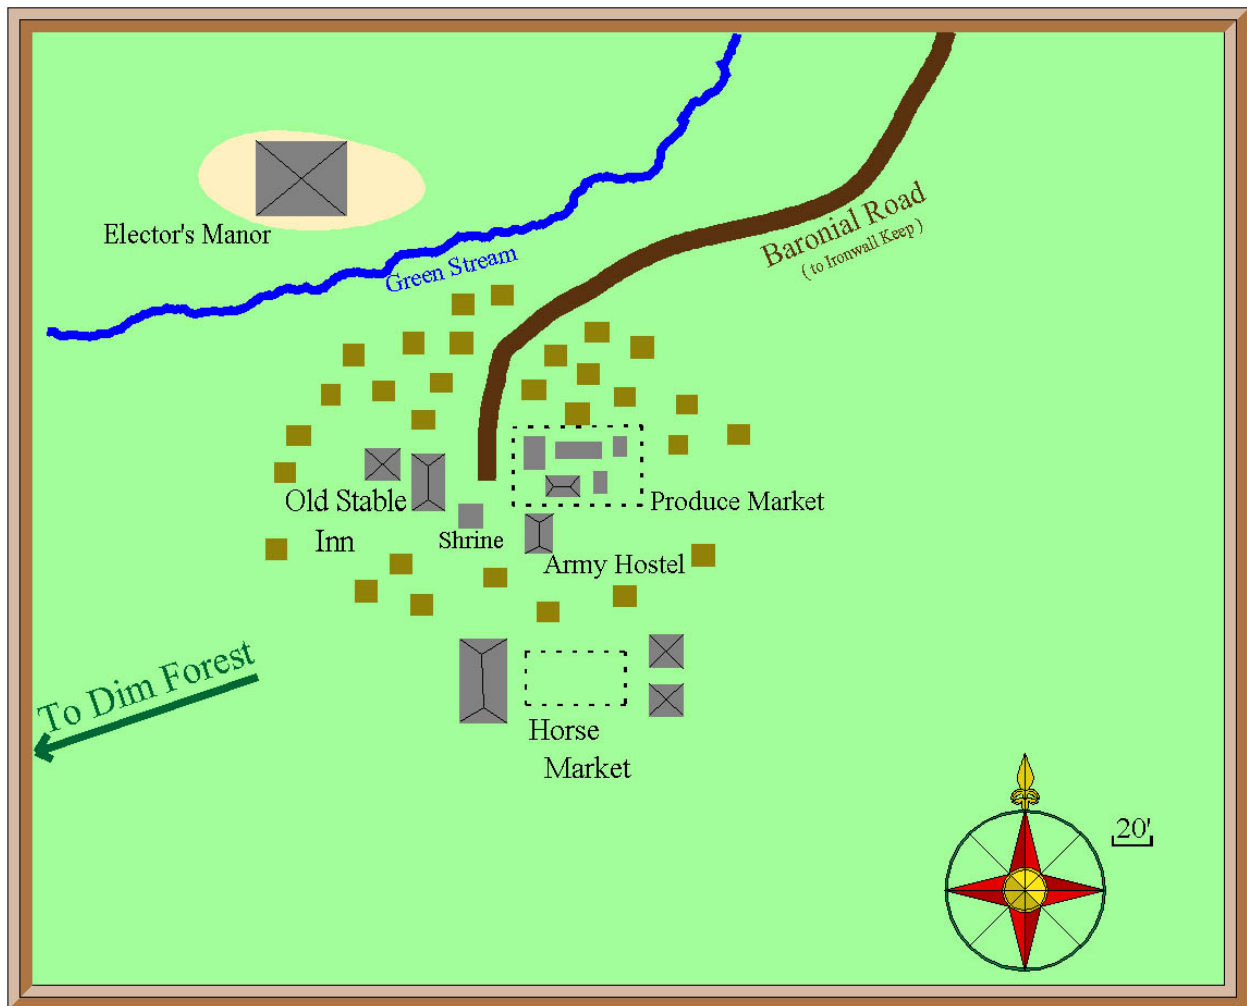 Elector's Manor
Green Stream
Baronial Road
( to Ironwall Keep )
Old Stable
Inn
Shrine
Produce Market
Army Hostel
To Dim Forest
Horse
Market
20'